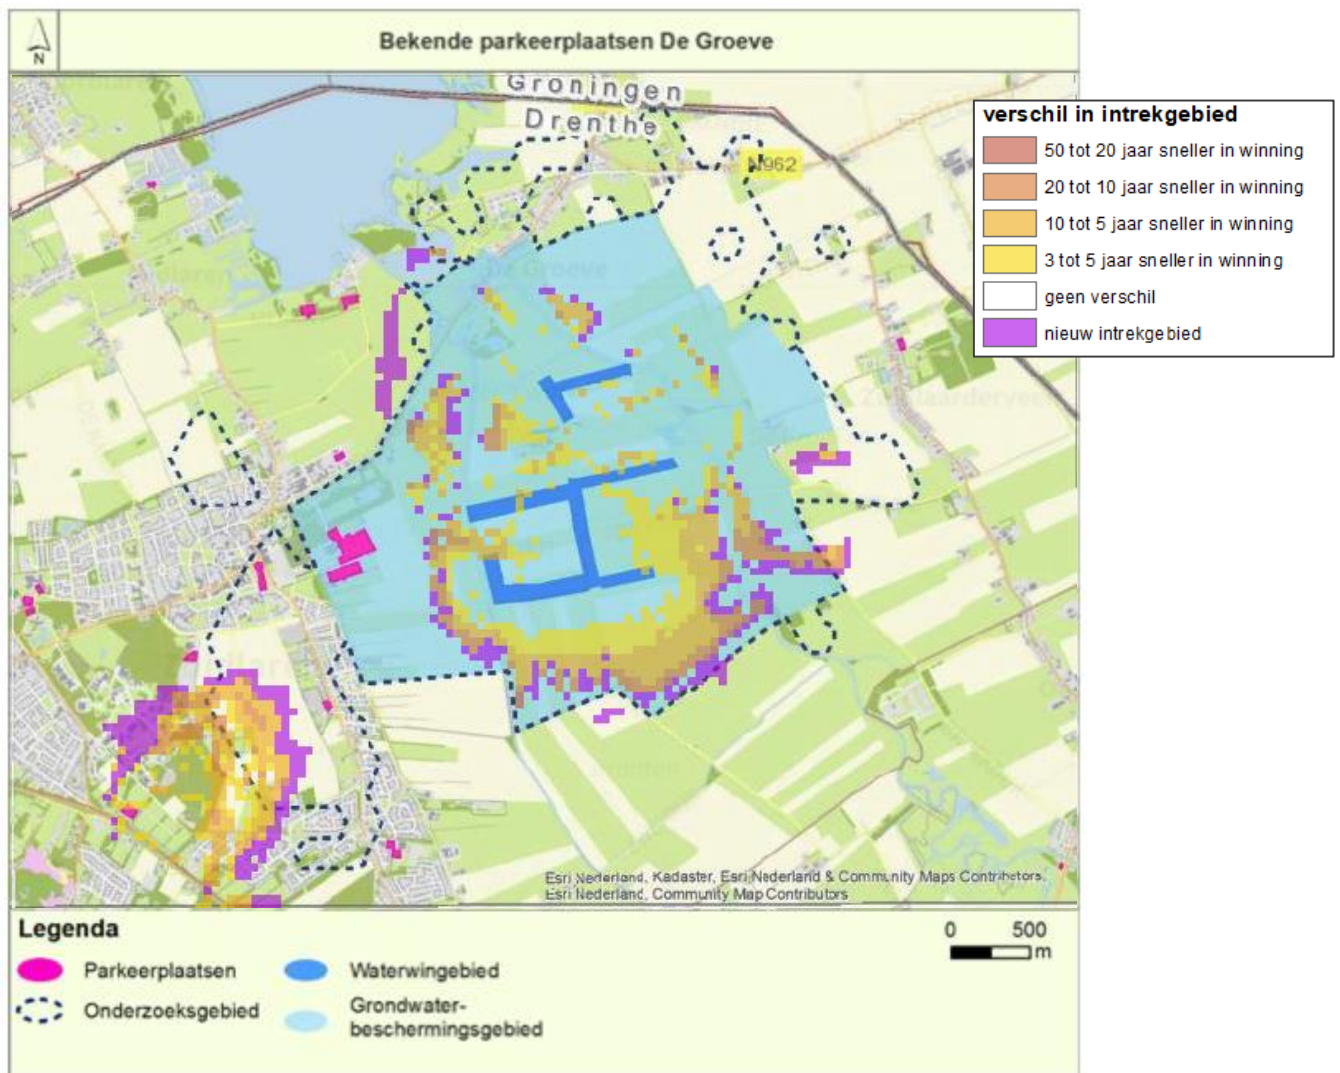 Bekende parkeerplaatsen De Groeve
N
Groningen
Drenthe
N962
De Groeve
verschil in intrekgebied
50 tot 20 jaar sneller in winning
20 tot 10 jaar sneller in winning
10 tot 5 jaar sneller in winning
3 tot 5 jaar sneller in winning
geen verschil
nieuw intrekgebied
Esri Nederland, Kadaster, Esri Nederland & Community Maps Contributors,
Esri Nederland, Community Map Contributors
Legenda
Parkeerplaatsen
Waterwingebied
Onderzoeksgebied
Grondwater-
beschermingsgebied
0 500
m